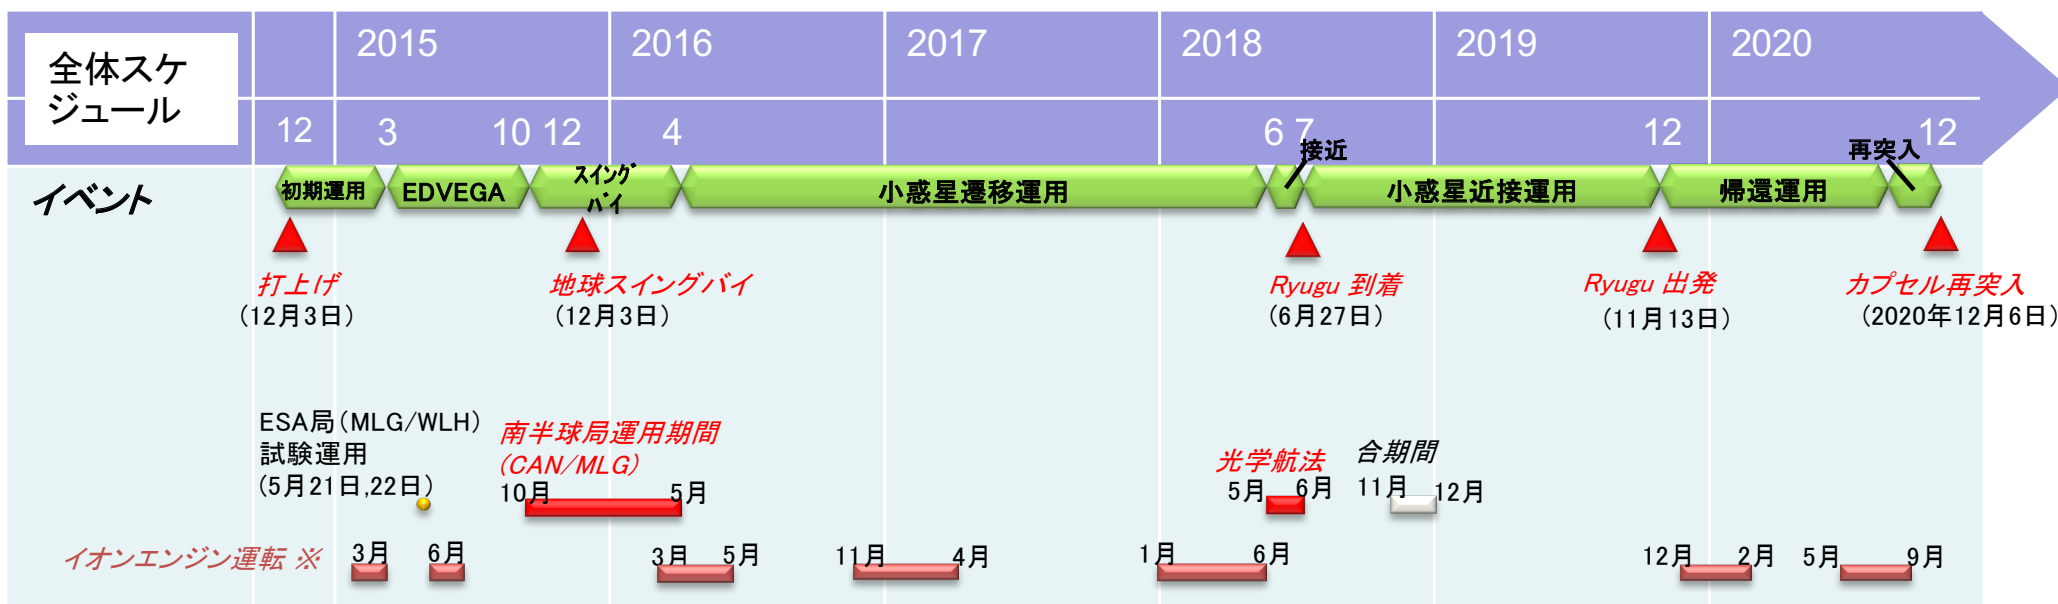 全体スケ
ジュール
2015 2016 2017 2018 2019 2020
12 3 10 12 4 6 7 12 12
接近 再突入
イベント
初期運用 EDVEGA スイング
バイ 小惑星遷移運用 小惑星近接運用 帰還運用
打上げ
(12月3日)
地球スイングバイ
(12月3日)
Ryugu 到着
(6月27日)
Ryugu 出発
(11月13日)
カプセル再突入
(2020年12月6日)
ESA局(MLG/WLH)
試験運用
(5月21日,22日)
南半球局運用期間
(CAN/MLG)
10月 5月
光学航法
5月 6月
合期間
11月 12月
イオンエンジン運転 ※
3月 6月 3月 5月 11月 4月 1月 6月 12月 2月 5月 9月